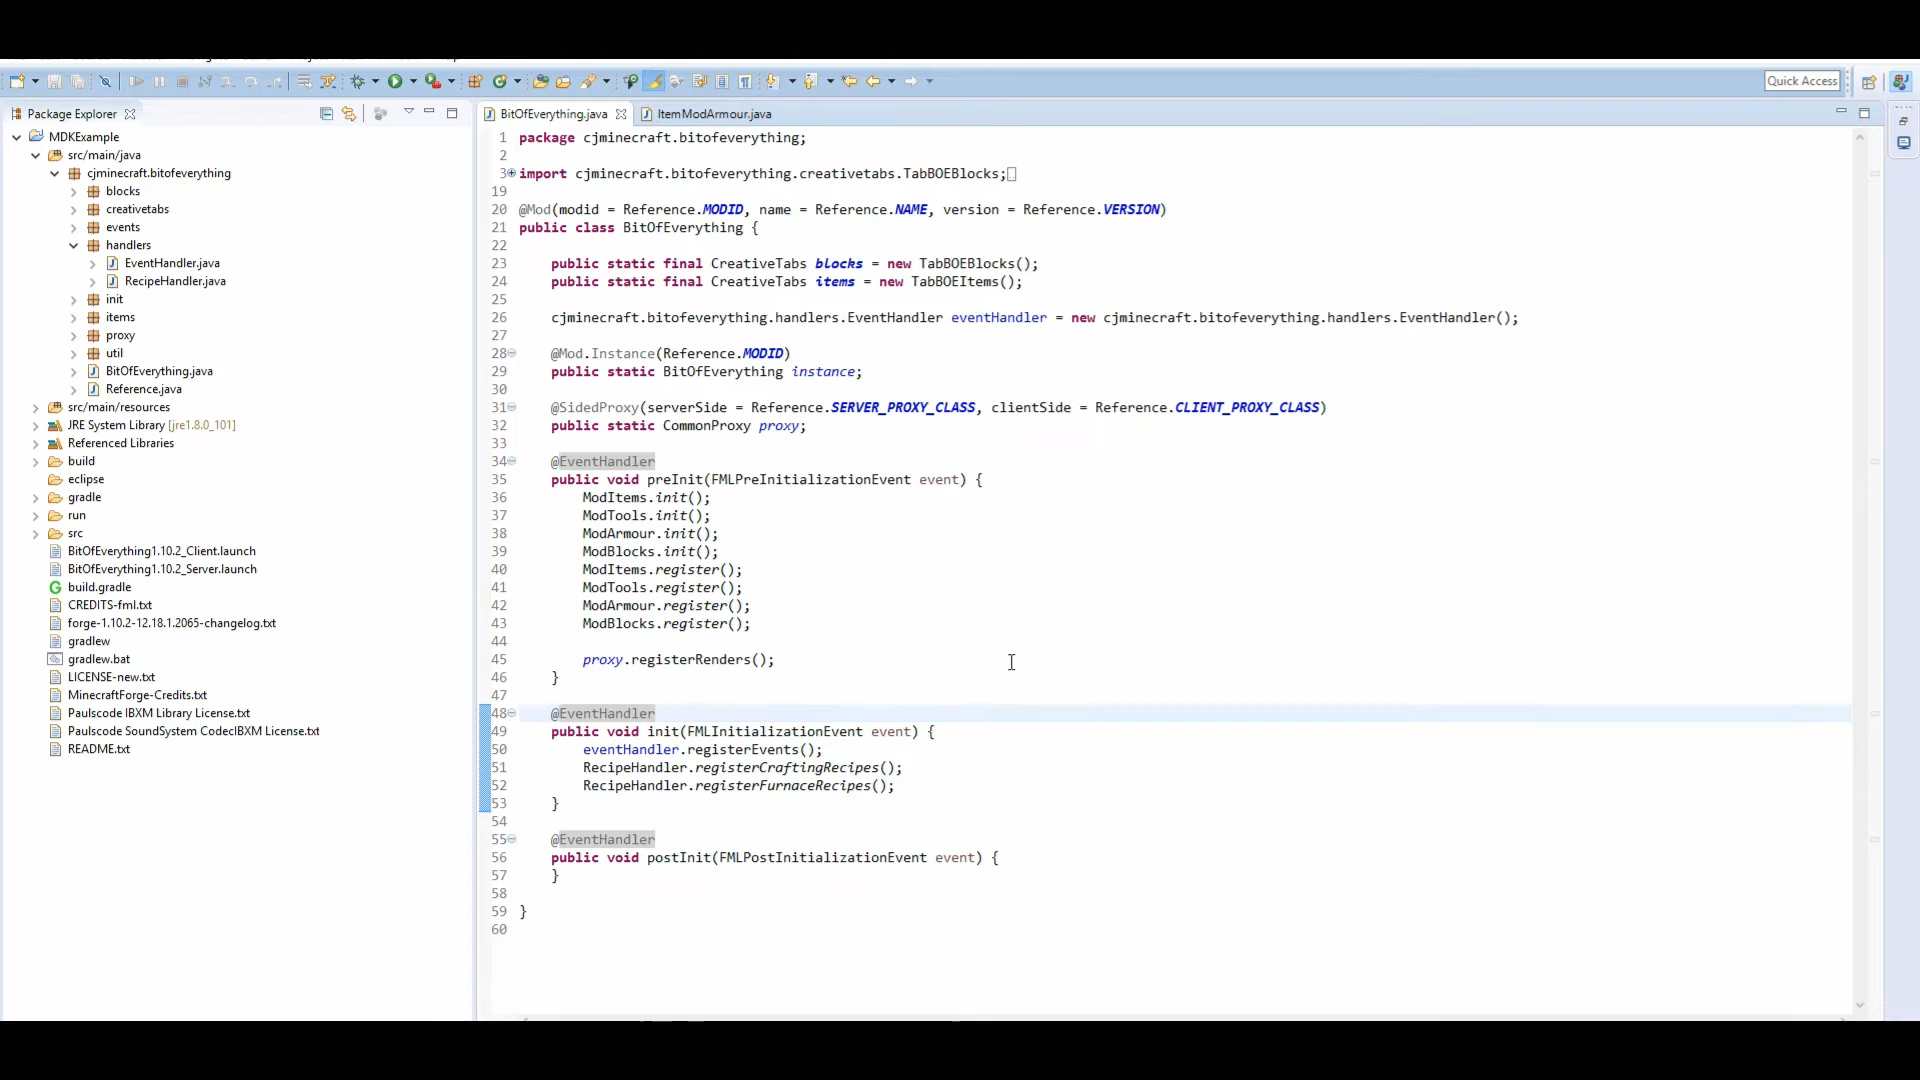 Quick Access
Package Explorer
MDKExample
src/main/java
cjminecraft.bitofeverything
blocks
creativetabs
events
handlers
EventHandler.java
RecipeHandler.java
init
items
proxy
util
BitOfEverything.java
Reference.java
src/main/resources
JRE System Library [jre1.8.0_101]
Referenced Libraries
build
eclipse
gradle
run
src
BitOfEverything1.10.2_Client.launch
BitOfEverything1.10.2_Server.launch
build.gradle
CREDITS-fml.txt
forge-1.10.2-12.18.1.2065-changelog.txt
gradlew
gradlew.bat
LICENSE-new.txt
MinecraftForge-Credits.txt
Paulscode IBXM Library License.txt
Paulscode SoundSystem CodecIBXM License.txt
README.txt
BitOfEverything.java
ItemModArmour.java
1 package cjminecraft.bitofeverything;
2
3 import cjminecraft.bitofeverything.creativetabs.TabBOEBlocks;
19
20 @Mod(modid = Reference.MODID, name = Reference.NAME, version = Reference.VERSION)
21 public class BitOfEverything {
22
23 public static final CreativeTabs blocks = new TabBOEBlocks();
24 public static final CreativeTabs items = new TabBOEItems();
25
26 cjminecraft.bitofeverything.handlers.EventHandler eventHandler = new cjminecraft.bitofeverything.handlers.EventHandler();
27
28 @Mod.Instance(Reference.MODID)
29 public static BitOfEverything instance;
30
31 @SidedProxy(serverSide = Reference.SERVER_PROXY_CLASS, clientSide = Reference.CLIENT_PROXY_CLASS)
32 public static CommonProxy proxy;
33
34 @EventHandler
35 public void preInit(FMLPreInitializationEvent event) {
36 ModItems.init();
37 ModTools.init();
38 ModArmour.init();
39 ModBlocks.init();
40 ModItems.register();
41 ModTools.register();
42 ModArmour.register();
43 ModBlocks.register();
44
45 proxy.registerRenders();
46 }
47
48 @EventHandler
49 public void init(FMLInitializationEvent event) {
50 eventHandler.registerEvents();
51 RecipeHandler.registerCraftingRecipes();
52 RecipeHandler.registerFurnaceRecipes();
53 }
54
55 @EventHandler
56 public void postInit(FMLPostInitializationEvent event) {
57 }
58
59 }
60